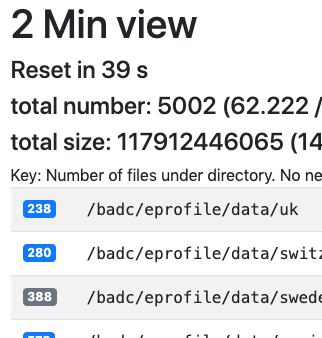 2 Min view
Reset in 39 s
total number: 5002 (62.222 /
total size: 117912446065 (14
Key: Number of files under directory. No ne
238 /badc/eprofile/data/uk
280 /badc/eprofile/data/switz
388 /badc/eprofile/data/swede